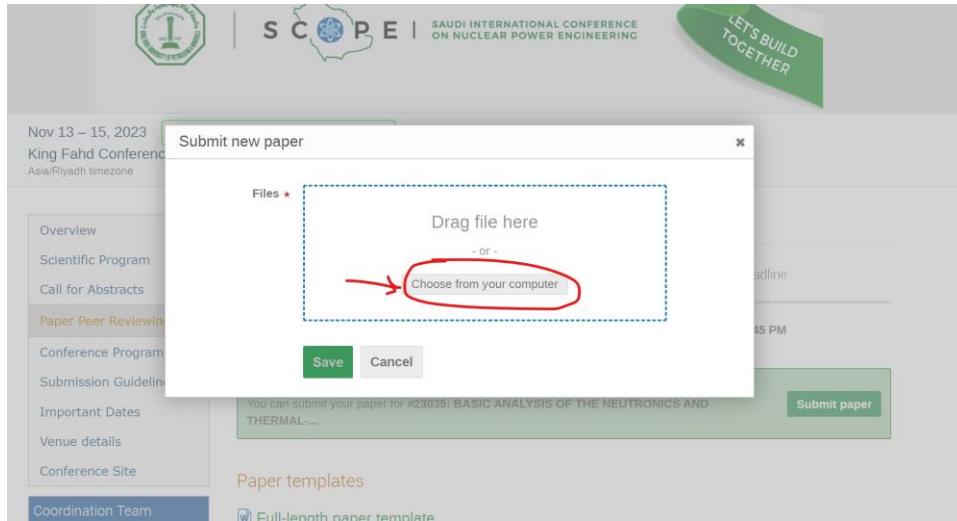 SCOPE
SAUDI INTERNATIONAL CONFERENCE
ON NUCLEAR POWER ENGINEERING
LET'S BUILD
TOGETHER
Nov 13 – 15, 2023
King Fahd Conferenc
Asia/Riyadh timezone
Submit new paper
Files *
Drag file here
- or -
Choose from your computer
Save
Cancel
Overview
Scientific Program
Call for Abstracts
Paper Peer Reviewin
Conference Program
Submission Guidelin
Important Dates
Venue details
Conference Site
Coordination Team
adline
45 PM
You can submit your paper for #23035: BASIC ANALYSIS OF THE NEUTRONICS AND
THERMAL-...
Submit paper
Paper templates
Full-length paper template